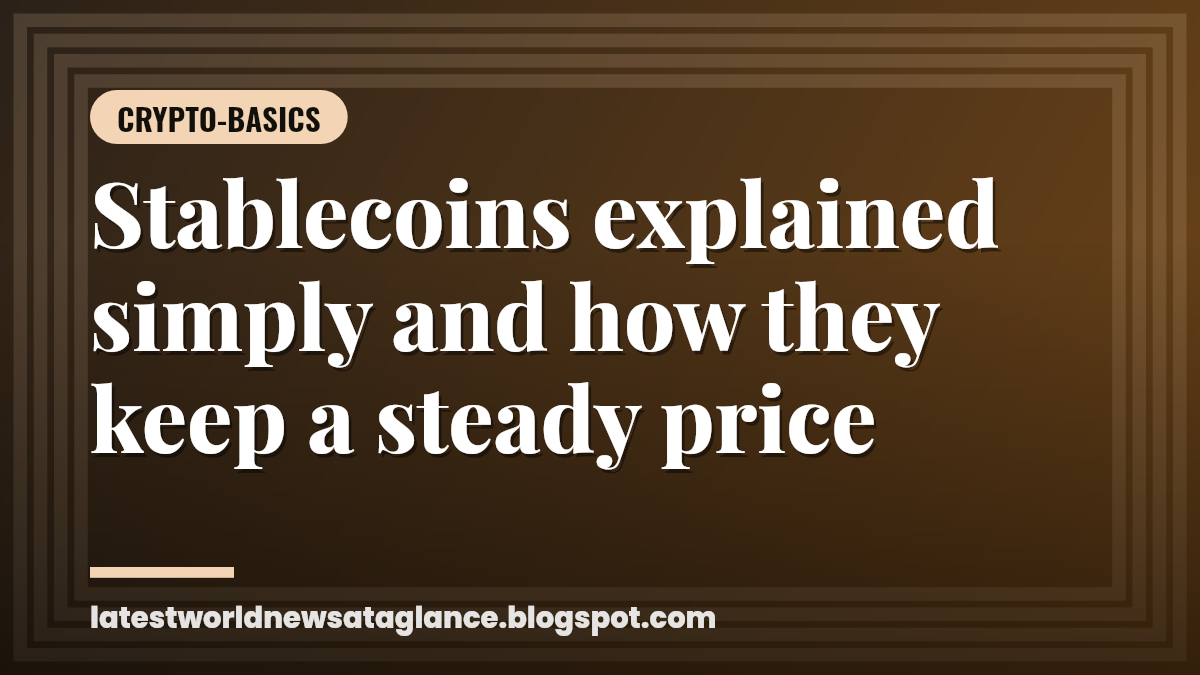 CRYPTO-BASICS
Stablecoins explained
simply and how they
keep a steady price
latestworldnewsataglance.blogspot.com